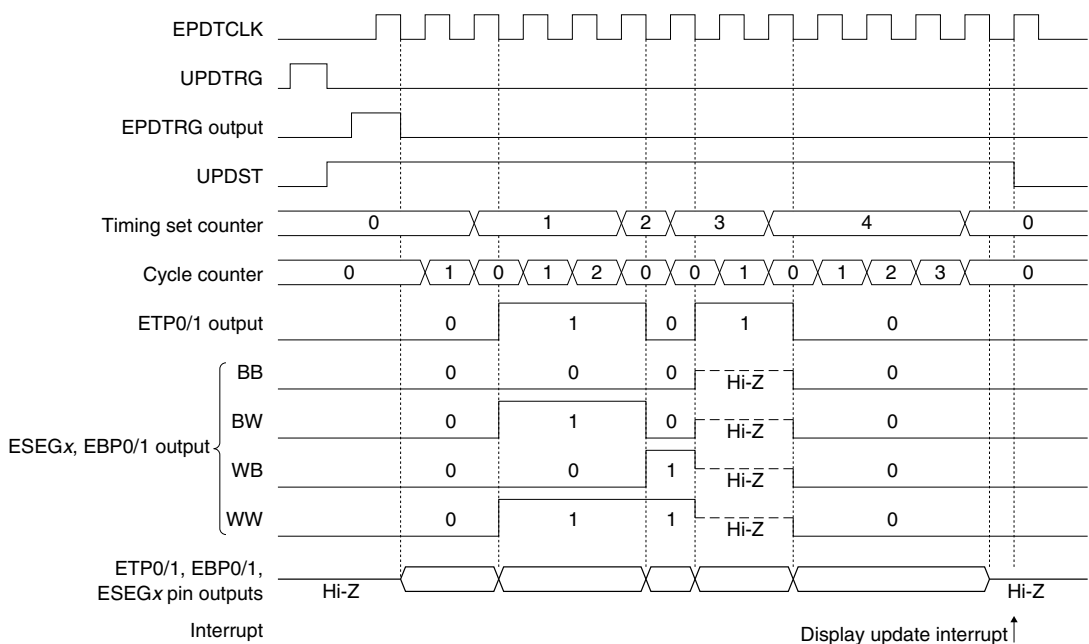 EPDTCLK
UPDTRG
EPDTRG output
UPDST
Timing set counter 0 1 2 3 4 0
Cycle counter 0 1 0 1 2 0 0 1 0 1 2 3 0
ETP0/1 output 0 1 0 1 0
ESEGx, EBP0/1 output
BB 0 0 0 Hi-Z 0
BW 0 1 0 Hi-Z 0
WB 0 0 1 Hi-Z 0
WW 0 1 1 Hi-Z 0
ETP0/1, EBP0/1,
ESEGx pin outputs Hi-Z Hi-Z
Interrupt Display update interrupt